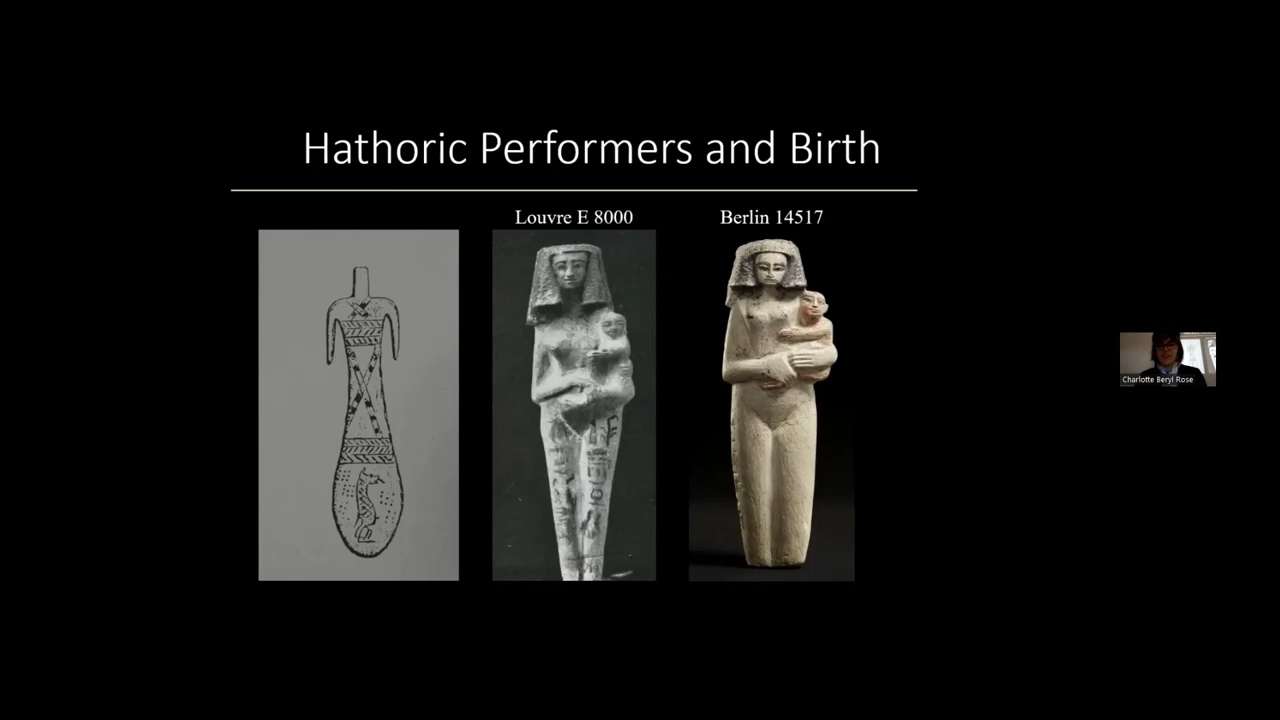 Hathoric Performers and Birth
Louvre E 8000
Berlin 14517
Charlotte Beryl Rose